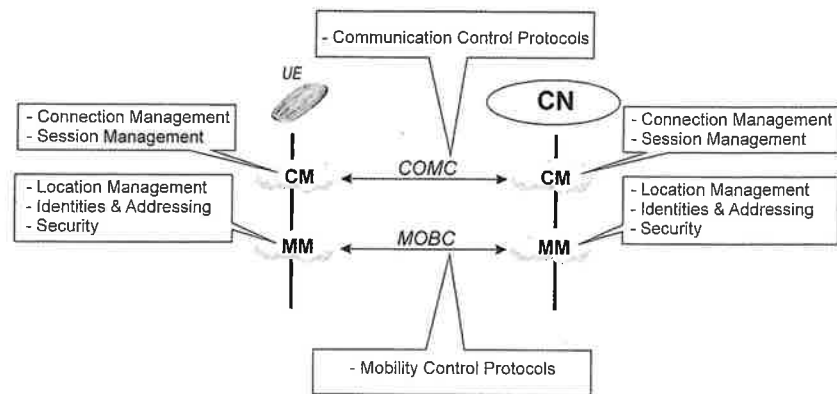 - Communication Control Protocols
UE
CN
- Connection Management
- Session Management
- Connection Management
- Session Management
CM
COMC
CM
- Location Management
- Identities & Addressing
- Security
- Location Management
- Identities & Addressing
- Security
MM
MOBC
MM
- Mobility Control Protocols